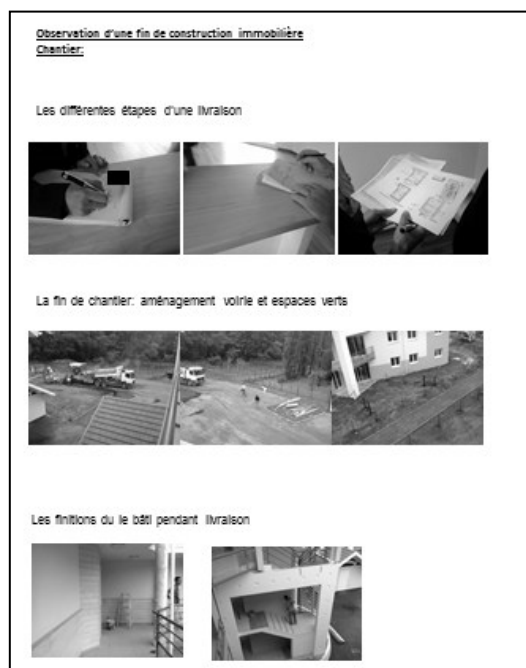 Observation d'une fin de construction immobilière
Chantier:
Les différentes étapes d'une livraison
La fin de chantier: aménagement voirie et espaces verts
Les finitions du le bâti pendant livraison